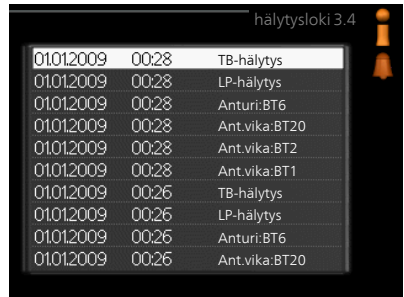 hälytysloki 3.4
01.01.2009 00:28 TB-hälytys
01.01.2009 00:28 LP-hälytys
01.01.2009 00:28 Anturi:BT6
01.01.2009 00:28 Ant.vika:BT20
01.01.2009 00:28 Ant.vika:BT2
01.01.2009 00:28 Ant.vika:BT1
01.01.2009 00:26 TB-hälytys
01.01.2009 00:26 LP-hälytys
01.01.2009 00:26 Anturi:BT6
01.01.2009 00:26 Ant.vika:BT20